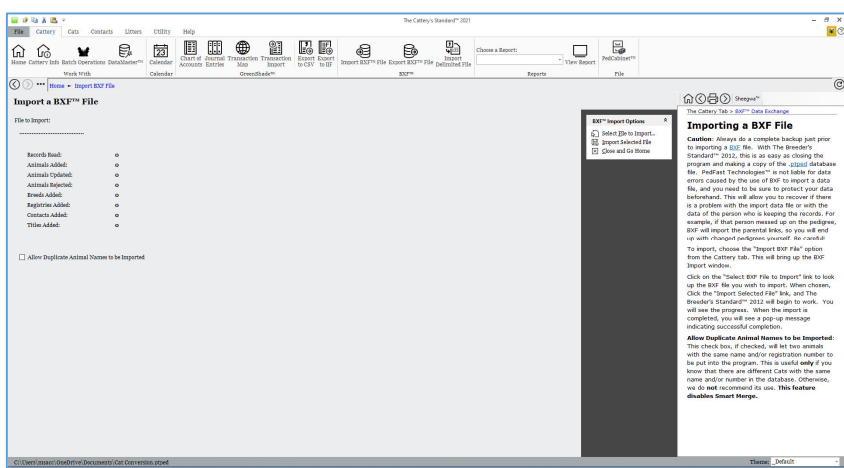 The Cattery's Standard™ 2021
File Cattery Cats Contacts Litters Utility Help
Home Cattery Info Batch Operations DataMaster™ Calendar Chart of Accounts Journal Entries Transaction Map Transaction Import Export to CSV Export to IIF Import BXF™ File Export BXF™ File Import Delimited File Choose a Report: View Report PedCabinet™
Work With Calendar GreenShade™ BXF™ Reports File
Home Import BXF File
Import a BXF™ File
File to Import:
Records Read: 0
Animals Added: 0
Animals Updated: 0
Animals Rejected: 0
Breeds Added: 0
Registries Added: 0
Contacts Added: 0
Titles Added: 0
Allow Duplicate Animal Names to be Imported
BXF™ Import Options
Select File to Import...
Import Selected File
Close and Go Home
Sheegwa™
The Cattery Tab > BXF™ Data Exchange
Importing a BXF File
Caution: Always do a complete backup just prior
to importing a BXF file. With The Breeder's
Standard™ 2012, this is as easy as closing the
program and making a copy of the .ptped database
file. PedFast Technologies™ is not liable for data
errors caused by the use of BXF to import a data
file, and you need to be sure to protect your data
beforehand. This will allow you to recover if there
is a problem with the import data file or with the
data of the person who is keeping the records. For
example, if that person messed up on the pedigree,
BXF will import the parental links, so you will end
up with changed pedigrees yourself. Be careful!
To import, choose the "Import BXF File" option
from the Cattery tab. This will bring up the BXF
Import window.
Click on the "Select BXF File to Import" link to look
up the BXF file you wish to import. When chosen,
Click the "Import Selected File" link, and The
Breeder's Standard™ 2012 will begin to work. You
will see the progress. When the import is
completed, you will see a pop-up message
indicating successful completion.
Allow Duplicate Animal Names to be Imported:
This check box, if checked, will let two animals
with the same name and/or registration number to
be put into the program. This is useful only if you
know that there are different Cats with the same
name and/or number in the database. Otherwise,
we do not recommend its use. This feature
disables Smart Merge.
C:\Users\msacc\OneDrive\Documents\Cat Conversion.ptped
Theme: _Default